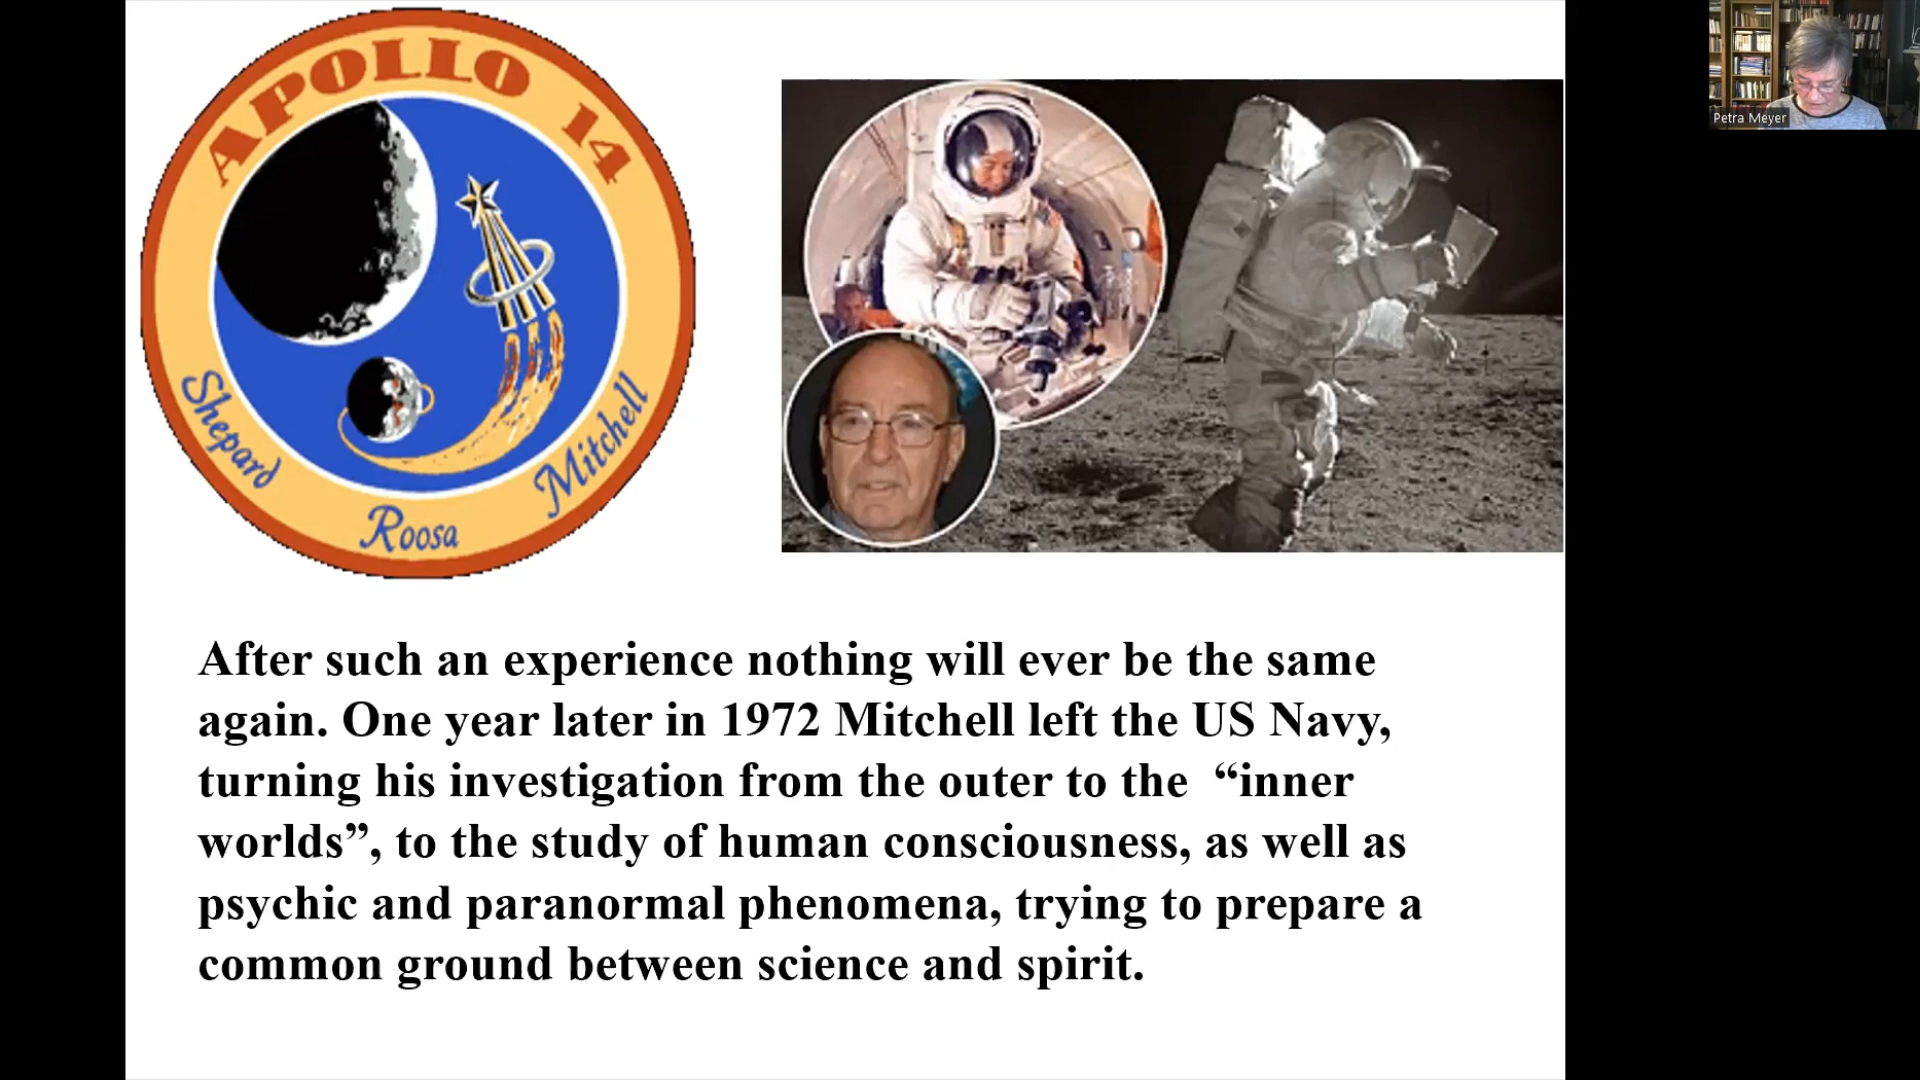 APOLLO 14
Shepard
Roosa
Mitchell
Petra Meyer
After such an experience nothing will ever be the same
again. One year later in 1972 Mitchell left the US Navy,
turning his investigation from the outer to the “inner
worlds”, to the study of human consciousness, as well as
psychic and paranormal phenomena, trying to prepare a
common ground between science and spirit.